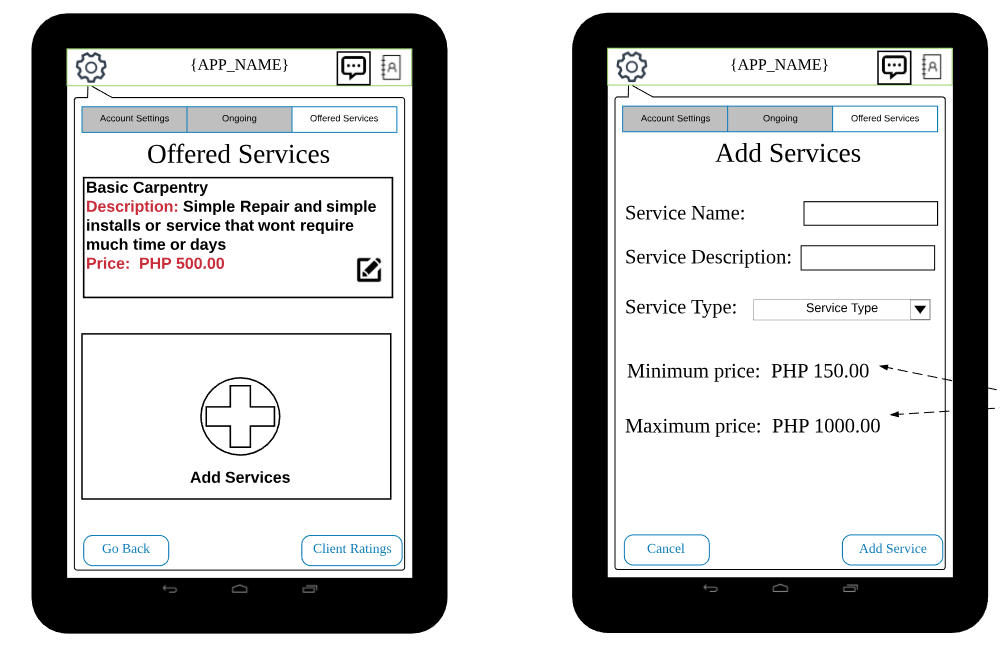 {APP_NAME}
Account Settings
Ongoing
Offered Services
Offered Services
Basic Carpentry
Description: Simple Repair and simple
installs or service that wont require
much time or days
Price:  PHP 500.00
Add Services
Go Back
Client Ratings
{APP_NAME}
Account Settings
Ongoing
Offered Services
Add Services
Service Name:
Service Description:
Service Type:
Service Type
Minimum price:  PHP 150.00
Maximum price:  PHP 1000.00
Cancel
Add Service